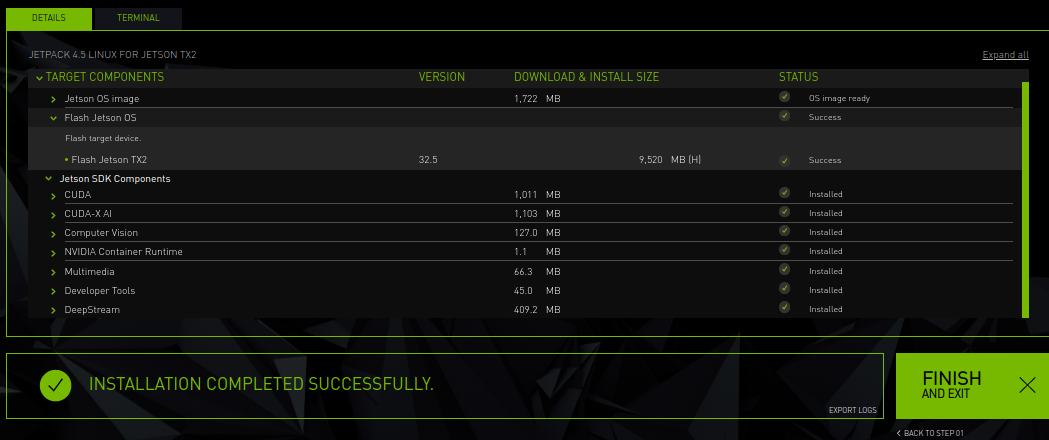 DETAILS TERMINAL
JETPACK 4.5 LINUX FOR JETSON TX2 Expand all
TARGET COMPONENTS VERSION DOWNLOAD & INSTALL SIZE STATUS
Jetson OS image 1,722 MB OS image ready
Flash Jetson OS Success
Flash target device.
• Flash Jetson TX2 32.5 9,520 MB (H) Success
Jetson SDK Components
CUDA 1,011 MB Installed
CUDA-X AI 1,103 MB Installed
Computer Vision 127.0 MB Installed
NVIDIA Container Runtime 1.1 MB Installed
Multimedia 66.3 MB Installed
Developer Tools 45.0 MB Installed
DeepStream 409.2 MB Installed
INSTALLATION COMPLETED SUCCESSFULLY.
EXPORT LOGS
FINISH
AND EXIT
< BACK TO STEP 01